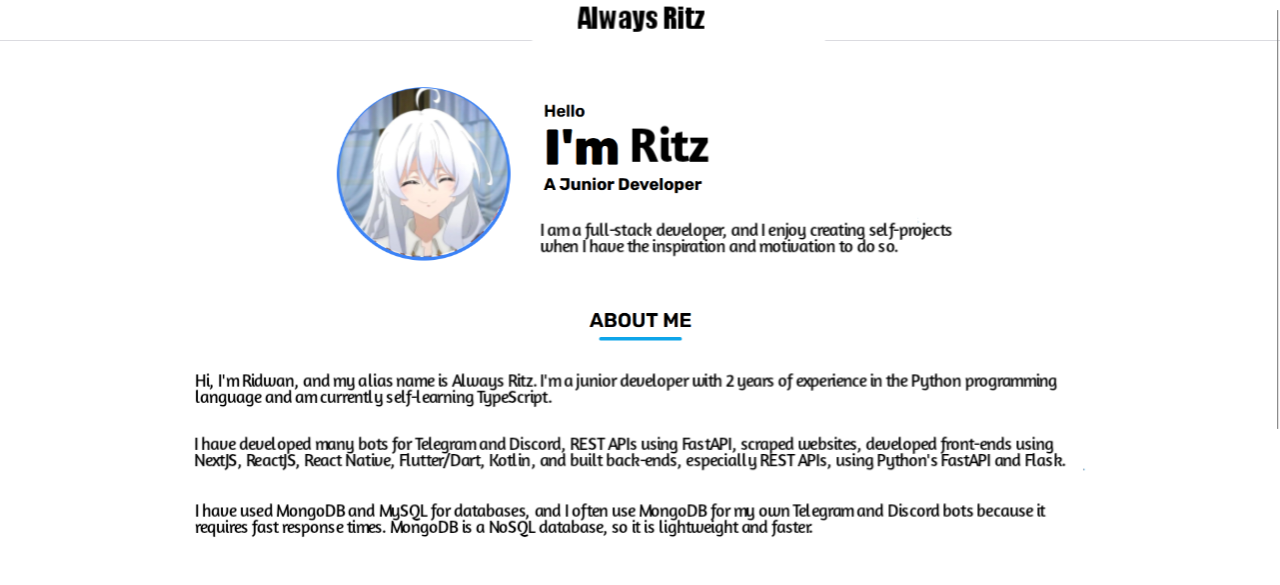 Always Ritz
Hello
I'm Ritz
A Junior Developer
I am a full-stack developer, and I enjoy creating self-projects
when I have the inspiration and motivation to do so.
ABOUT ME
Hi, I'm Ridwan, and my alias name is Always Ritz. I'm a junior developer with 2 years of experience in the Python programming
language and am currently self-learning TypeScript.
I have developed many bots for Telegram and Discord, REST APIs using FastAPI, scraped websites, developed front-ends using
NextJS, ReactJS, React Native, Flutter/Dart, Kotlin, and built back-ends, especially REST APIs, using Python's FastAPI and Flask.
I have used MongoDB and MySQL for databases, and I often use MongoDB for my own Telegram and Discord bots because it
requires fast response times. MongoDB is a NoSQL database, so it is lightweight and faster.